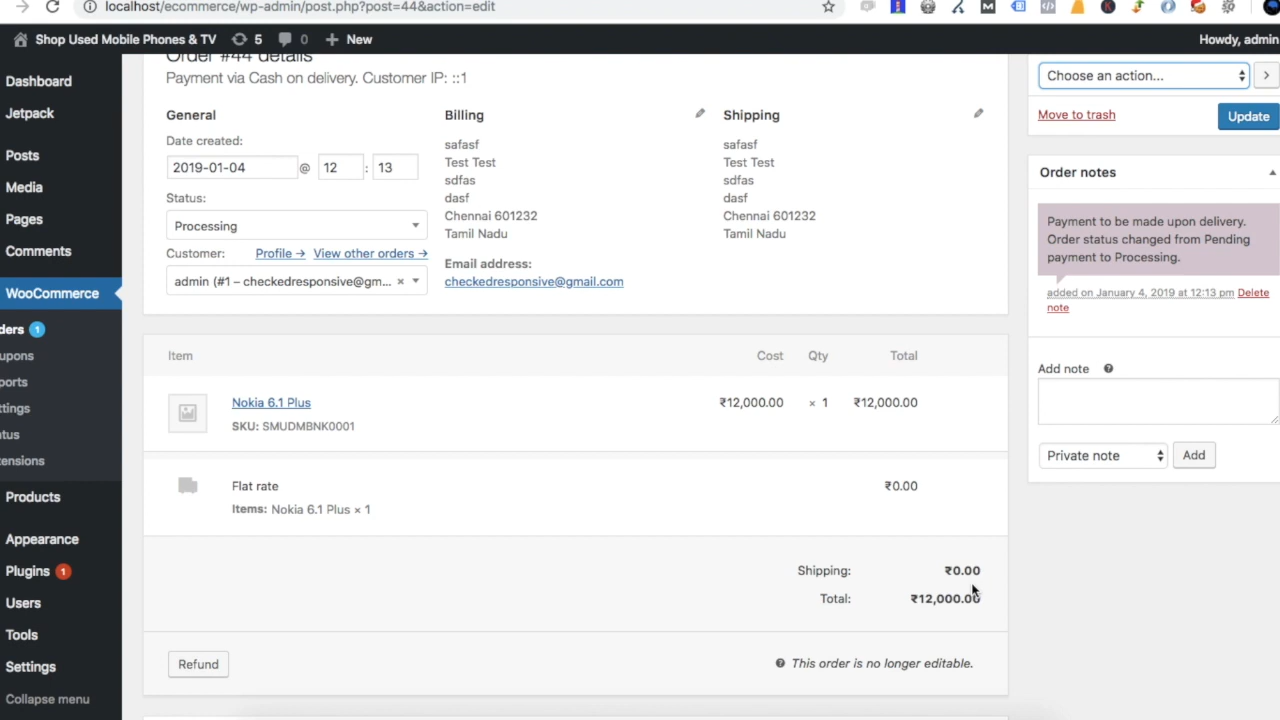 localhost/ecommerce/wp-admin/post.php?post=44&action=edit
Shop Used Mobile Phones & TV 5 0 New Howdy, admin
Dashboard
Jetpack
Posts
Media
Pages
Comments
WooCommerce
ders 1
upons
ports
ttings
atus
tensions
Products
Appearance
Plugins 1
Users
Tools
Settings
Collapse menu
Order #44 details
Payment via Cash on delivery. Customer IP: ::1
General
Date created:
2019-01-04 @ 12 : 13
Status:
Processing
Customer: Profile → View other orders →
admin (#1 – checkedresponsive@gm... ×
Billing
safasf
Test Test
sdfas
dasf
Chennai 601232
Tamil Nadu
Email address:
checkedresponsive@gmail.com
Shipping
safasf
Test Test
sdfas
dasf
Chennai 601232
Tamil Nadu
Item Cost Qty Total
Nokia 6.1 Plus ₹12,000.00 × 1 ₹12,000.00
SKU: SMUDMBNK0001
Flat rate ₹0.00
Items: Nokia 6.1 Plus × 1
Shipping: ₹0.00
Total: ₹12,000.00
Refund
This order is no longer editable.
Choose an action...
Move to trash Update
Order notes
Payment to be made upon delivery.
Order status changed from Pending
payment to Processing.
added on January 4, 2019 at 12:13 pm Delete
note
Add note
Private note Add